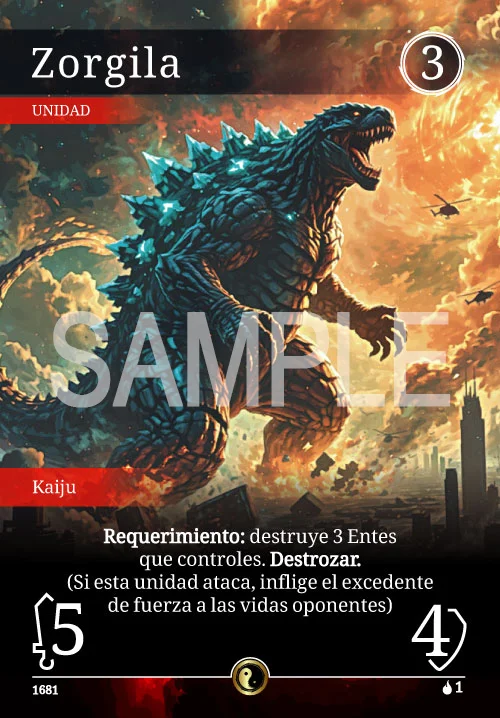 Zorgila
3
UNIDAD
SAMPLE
Kaiju
Requerimiento: destruye 3 Entes
que controles. Destrozar.
(Si esta unidad ataca, inflige el excedente
de fuerza a las vidas oponentes)
5
4
1681
1